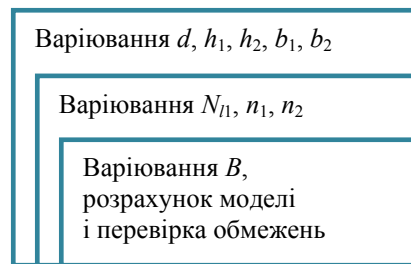 Варіювання d, h₁, h₂, b₁, b₂
Варіювання Nₗ₁, n₁, n₂
Варіювання B,
розрахунок моделі
і перевірка обмежень